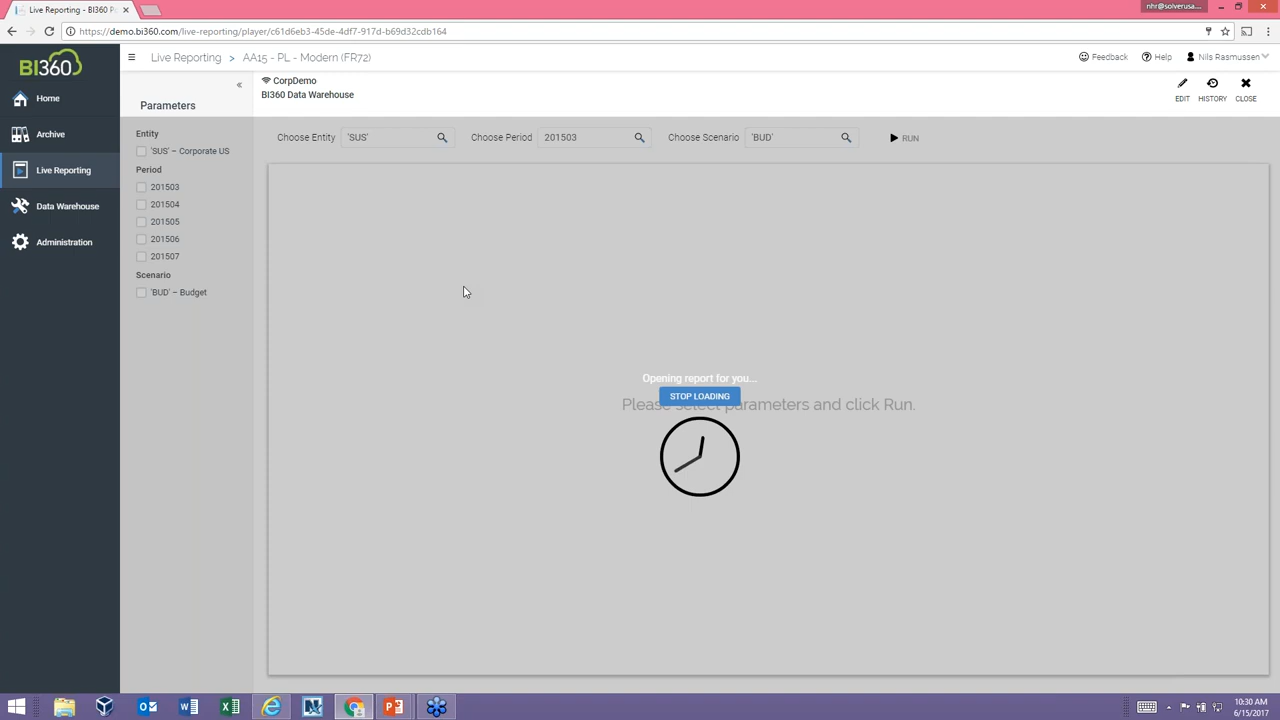 Live Reporting - BI360 P
nhr@solverusa....
https://demo.bi360.com/live-reporting/player/c61d6eb3-45de-4df7-917d-b69d32cdb164
BI360
Live Reporting > AA15 - PL - Modern (FR72)
Feedback
Help
Nils Rasmussen
Home
Archive
Live Reporting
Data Warehouse
Administration
«
Parameters
CorpDemo
BI360 Data Warehouse
EDIT
HISTORY
CLOSE
Entity
'SUS' – Corporate US
Period
201503
201504
201505
201506
201507
Scenario
'BUD' – Budget
Choose Entity 'SUS'
Choose Period 201503
Choose Scenario 'BUD'
RUN
Opening report for you...
STOP LOADING
Please select parameters and click Run.
10:30 AM
6/15/2017